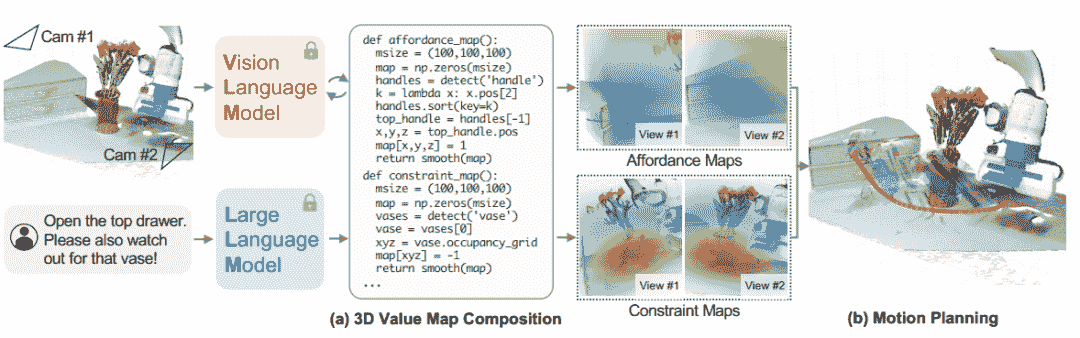 Cam #1
Cam #2
Open the top drawer.
Please also watch
out for that vase!
Vision
Language
Model
Large
Language
Model
def affordance_map():
  msize = (100,100,100)
  map = np.zeros(msize)
  handles = detect('handle')
  k = lambda x: x.pos[2]
  handles.sort(key=k)
  top_handle = handles[-1]
  x,y,z = top_handle.pos
  map[x,y,z] = 1
  return smooth(map)
def constraint_map():
  msize = (100,100,100)
  map = np.zeros(msize)
  vases = detect('vase')
  vase = vases[0]
  xyz = vase.occupancy_grid
  map[xyz] = -1
  return smooth(map)
...
(a) 3D Value Map Composition
View #1
View #2
Affordance Maps
View #1
View #2
Constraint Maps
(b) Motion Planning